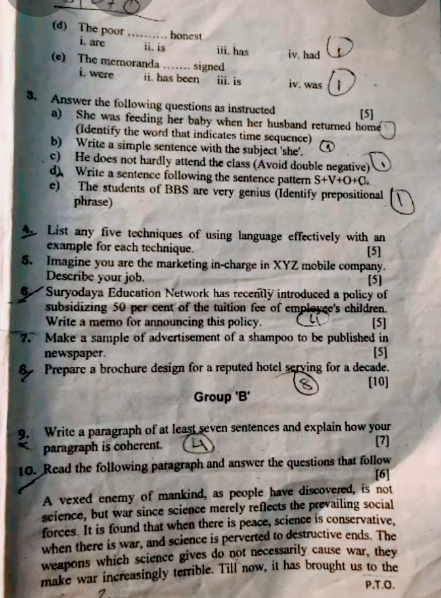 (d) The poor .......... honest
i. are ii. is iii. has iv. had 1
(e) The memoranda ....... signed
i. were ii. has been iii. is iv. was 1
3. Answer the following questions as instructed [5]
a) She was feeding her baby when her husband returned home
(Identify the word that indicates time sequence)
b) Write a simple sentence with the subject 'she'.
c) He does not hardly attend the class (Avoid double negative)
d) Write a sentence following the sentence pattern S+V+O+C.
e) The students of BBS are very genius (Identify prepositional
phrase) 1
4. List any five techniques of using language effectively with an
example for each technique. [5]
5. Imagine you are the marketing in-charge in XYZ mobile company.
Describe your job. [5]
6. Suryodaya Education Network has recently introduced a policy of
subsidizing 50 per cent of the tuition fee of employee's children.
Write a memo for announcing this policy. 4 [5]
7. Make a sample of advertisement of a shampoo to be published in
newspaper. [5]
8. Prepare a brochure design for a reputed hotel serving for a decade.
8 [10]
Group 'B'
9. Write a paragraph of at least seven sentences and explain how your
paragraph is coherent. 4 [7]
10. Read the following paragraph and answer the questions that follow
[6]
A vexed enemy of mankind, as people have discovered, is not
science, but war since science merely reflects the prevailing social
forces. It is found that when there is peace, science is conservative,
when there is war, and science is perverted to destructive ends. The
weapons which science gives do not necessarily cause war, they
make war increasingly terrible. Till now, it has brought us to the
P.T.O.